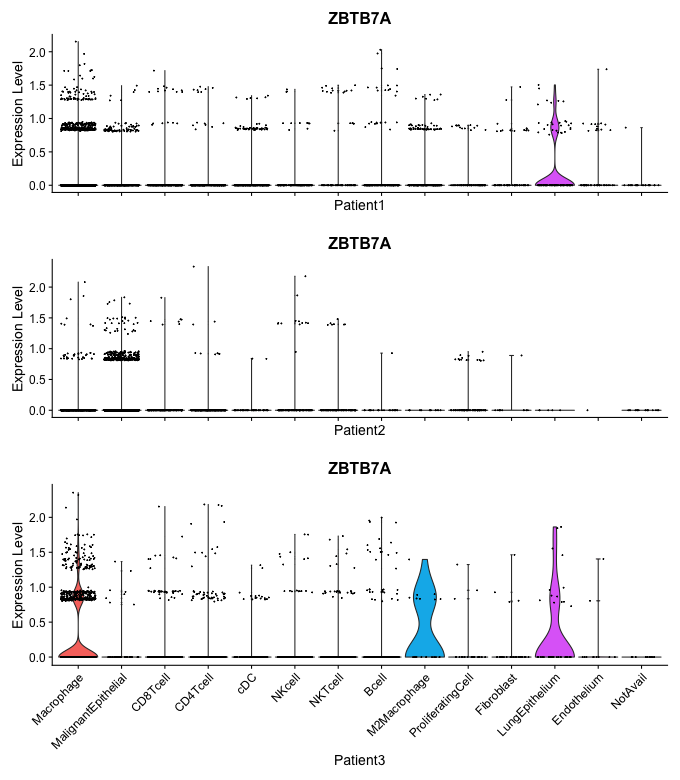 ZBTB7A
Expression Level
2.0
1.5
1.0
0.5
0.0
Patient1
ZBTB7A
Expression Level
2.0
1.5
1.0
0.5
0.0
Patient2
ZBTB7A
Expression Level
2.0
1.5
1.0
0.5
0.0
Macrophage
MalignantEpithelial
CD8Tcell
CD4Tcell
cDC
NKcell
NKTcell
Bcell
M2Macrophage
ProliferatingCell
Fibroblast
LungEpithelium
Endothelium
NotAvail
Patient3